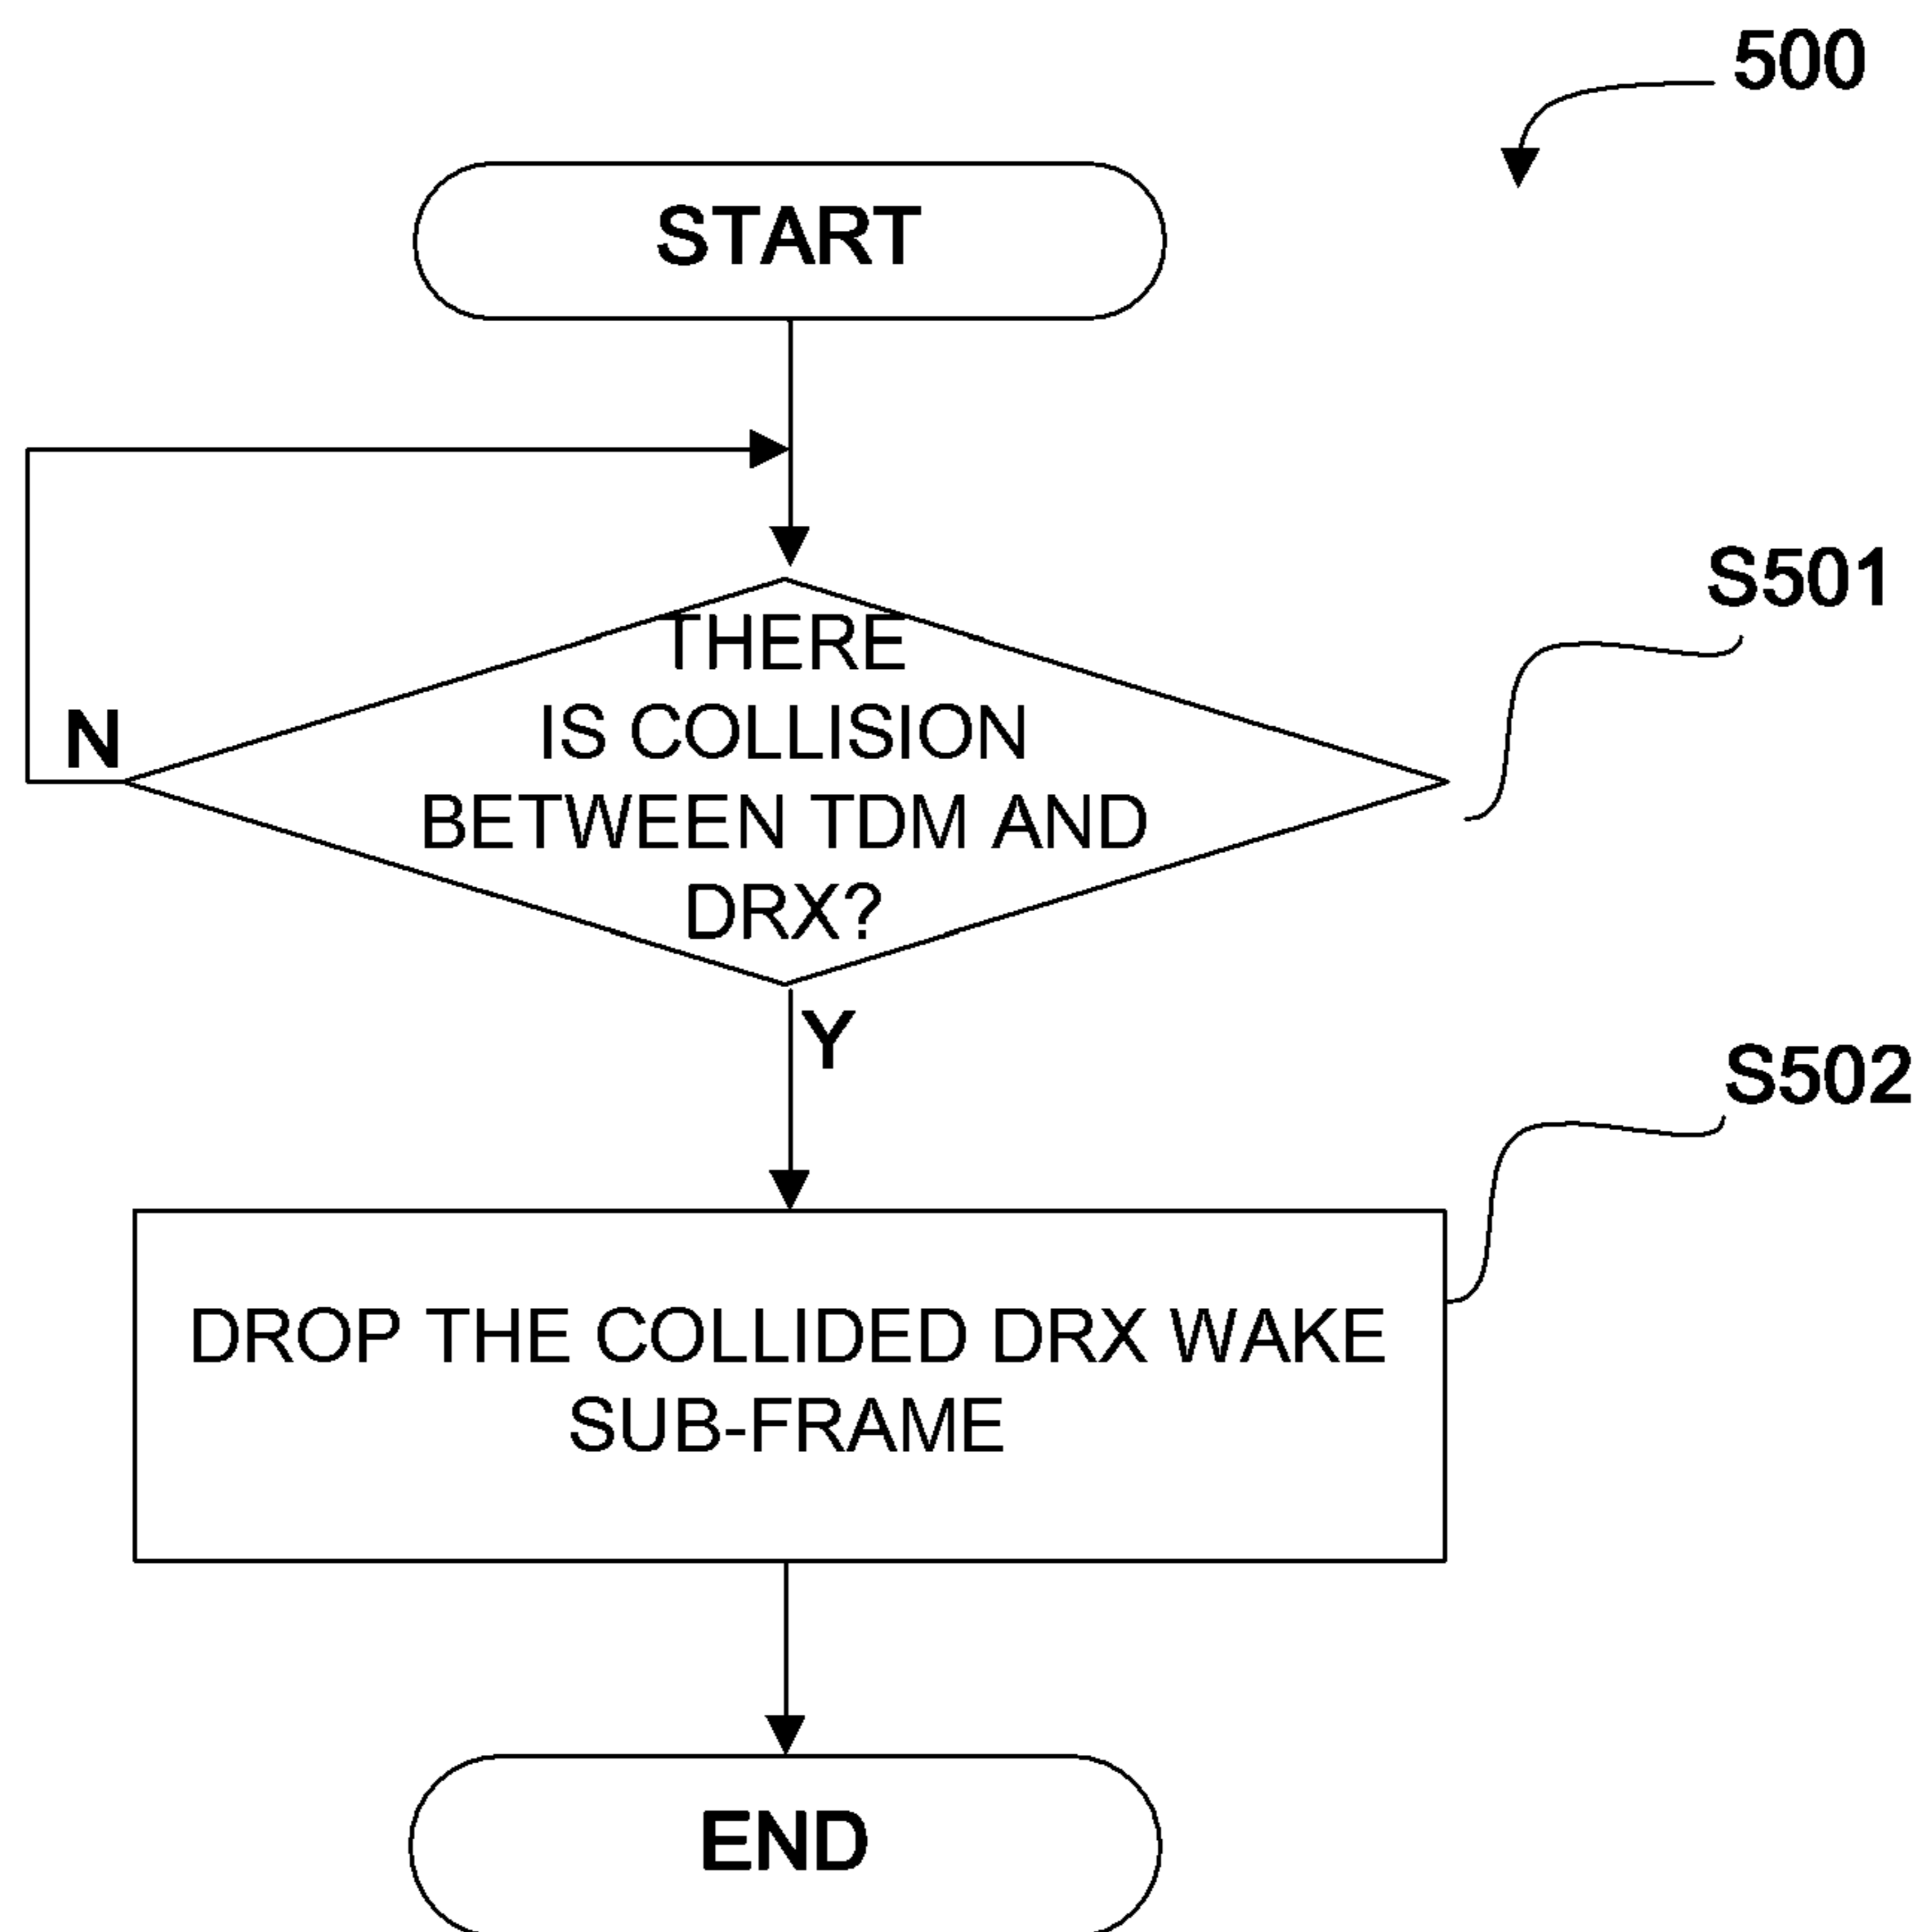 500
START
THERE
IS COLLISION
BETWEEN TDM AND
DRX?
S501
N
Y
S502
DROP THE COLLIDED DRX WAKE
SUB-FRAME
END